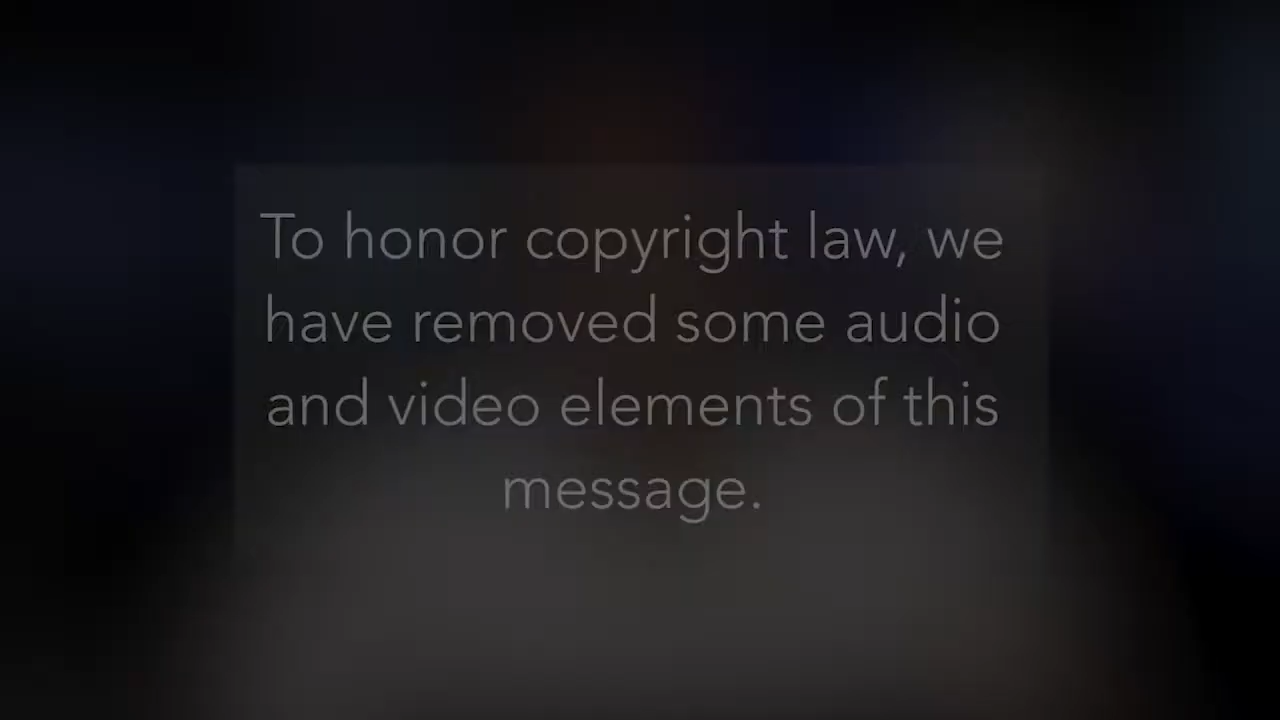 To honor copyright law, we
have removed some audio
and video elements of this
message.